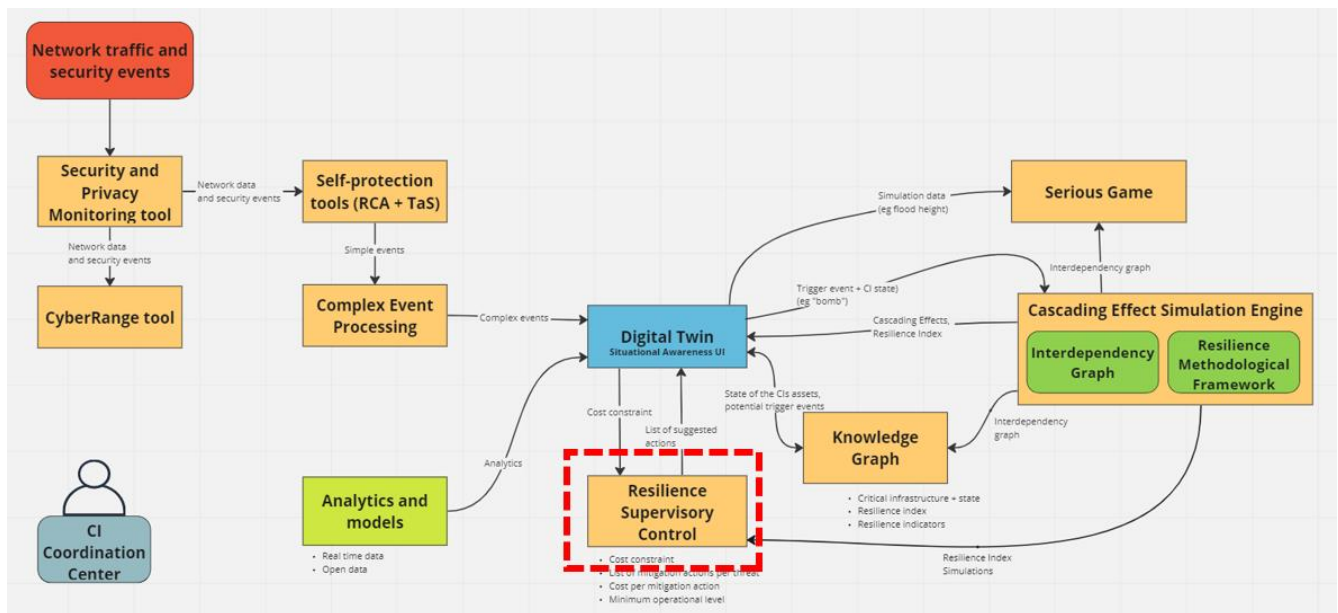 Network traffic and
security events
Security and
Privacy
Monitoring tool
Network data
and security events
Self-protection
tools (RCA + TaS)
Network data
and security events
Simple events
CyberRange tool
Complex Event
Processing
Complex events
Digital Twin
Situational Awareness UI
Simulation data
(eg flood height)
Serious Game
Interdependency graph
Trigger event + CI state)
(eg "bomb")
Cascading Effects,
Resilience Index
Cascading Effect Simulation Engine
Interdependency
Graph
Resilience
Methodological
Framework
Cost constraint
List of suggested
actions
State of the CIs assets,
potential trigger events
Interdependency
graph
Knowledge
Graph
• Critical infrastructure + state
• Resilience index
• Resilience indicators
Analytics
Analytics and
models
• Real time data
• Open data
Resilience
Supervisory
Control
• Cost constraint
• List of mitigation actions per threat
• Cost per mitigation action
• Minimum operational level
Resilience Index
Simulations
CI
Coordination
Center